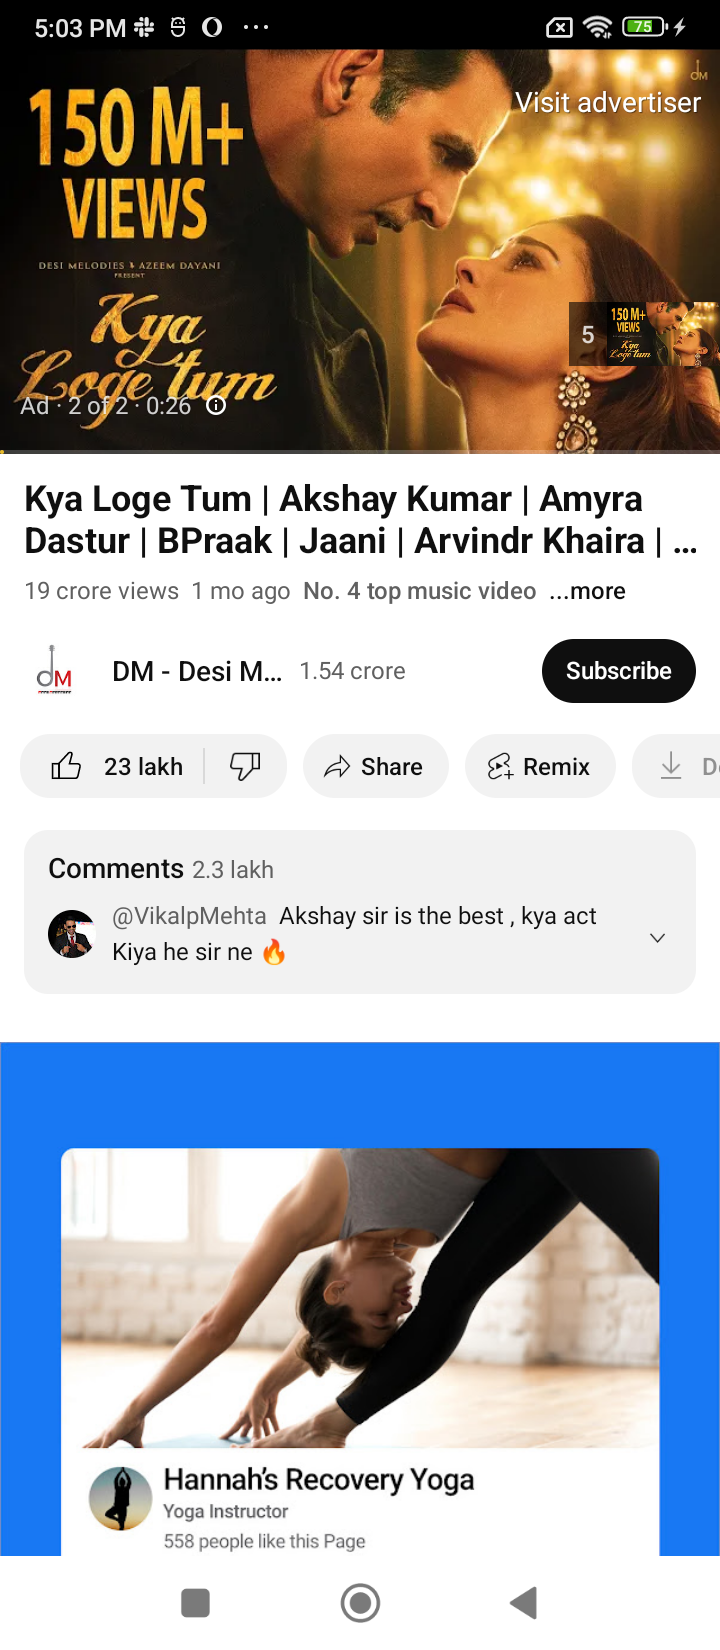 5:03 PM
75
DM
Visit advertiser
150 M+
VIEWS
DESI MELODIES & AZEEM DAYANI
PRESENT
Kya
Loge tum
5
150 M+
VIEWS
Kya
Loge tum
Ad · 2 of 2 · 0:26
Kya Loge Tum | Akshay Kumar | Amyra
Dastur | BPraak | Jaani | Arvindr Khaira | ...
19 crore views 1 mo ago No. 4 top music video ...more
DM
DM - Desi M... 1.54 crore
Subscribe
23 lakh
Share
Remix
D
Comments 2.3 lakh
@VikalpMehta Akshay sir is the best , kya act
Kiya he sir ne 🔥
Hannah's Recovery Yoga
Yoga Instructor
558 people like this Page